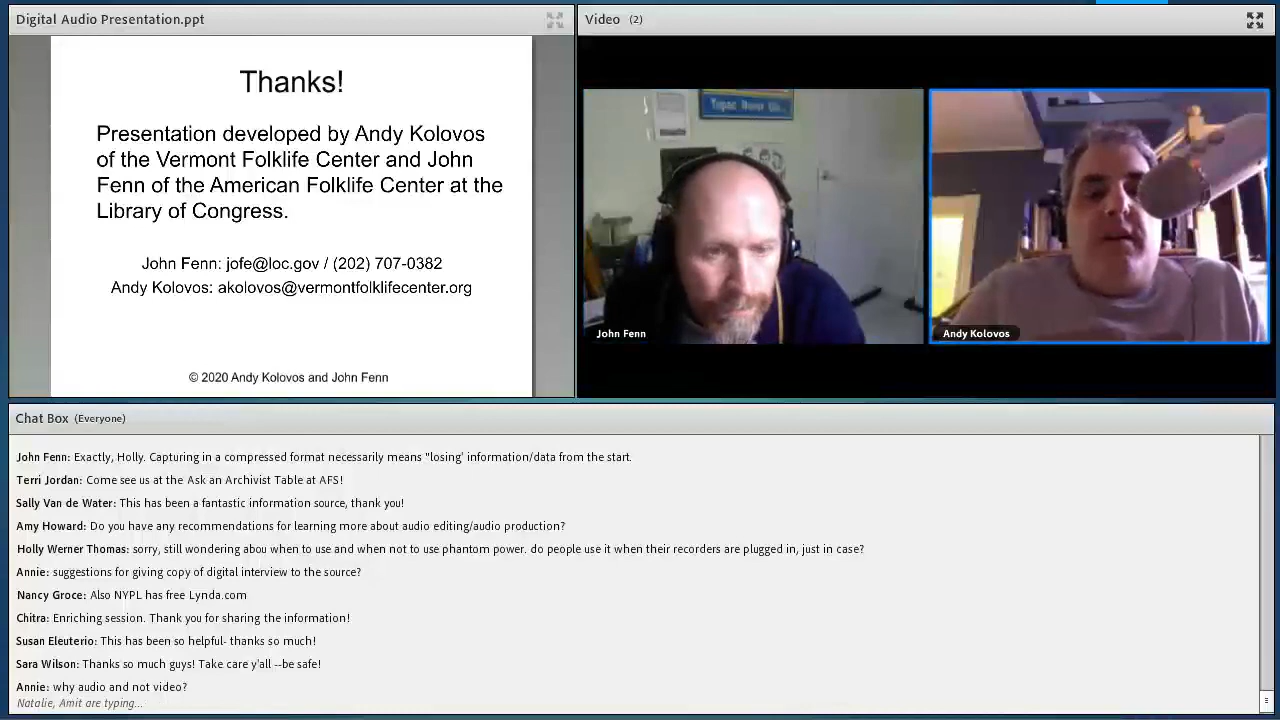 Digital Audio Presentation.ppt
Thanks!
Presentation developed by Andy Kolovos
of the Vermont Folklife Center and John
Fenn of the American Folklife Center at the
Library of Congress.
John Fenn: jofe@loc.gov / (202) 707-0382
Andy Kolovos: akolovos@vermontfolklifecenter.org
© 2020 Andy Kolovos and John Fenn
Video (2)
John Fenn
Andy Kolovos
Chat Box (Everyone)
John Fenn: Exactly, Holly. Capturing in a compressed format necessarily means "losing' information/data from the start.
Terri Jordan: Come see us at the Ask an Archivist Table at AFS!
Sally Van de Water: This has been a fantastic information source, thank you!
Amy Howard: Do you have any recommendations for learning more about audio editing/audio production?
Holly Werner Thomas: sorry, still wondering abou when to use and when not to use phantom power. do people use it when their recorders are plugged in, just in case?
Annie: suggestions for giving copy of digital interview to the source?
Nancy Groce: Also NYPL has free Lynda.com
Chitra: Enriching session. Thank you for sharing the information!
Susan Eleuterio: This has been so helpful- thanks so much!
Sara Wilson: Thanks so much guys! Take care y'all --be safe!
Annie: why audio and not video?
Natalie, Amit are typing...